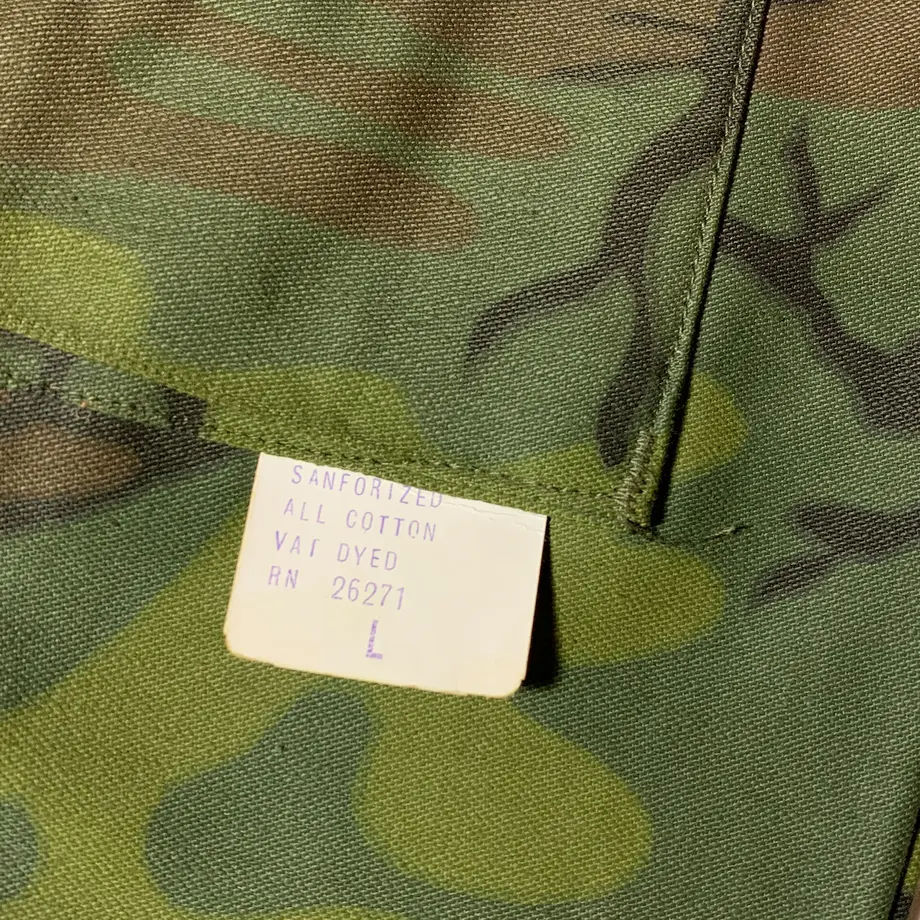 SANFORIZED
ALL COTTON
VAT DYED
RN 26271
L